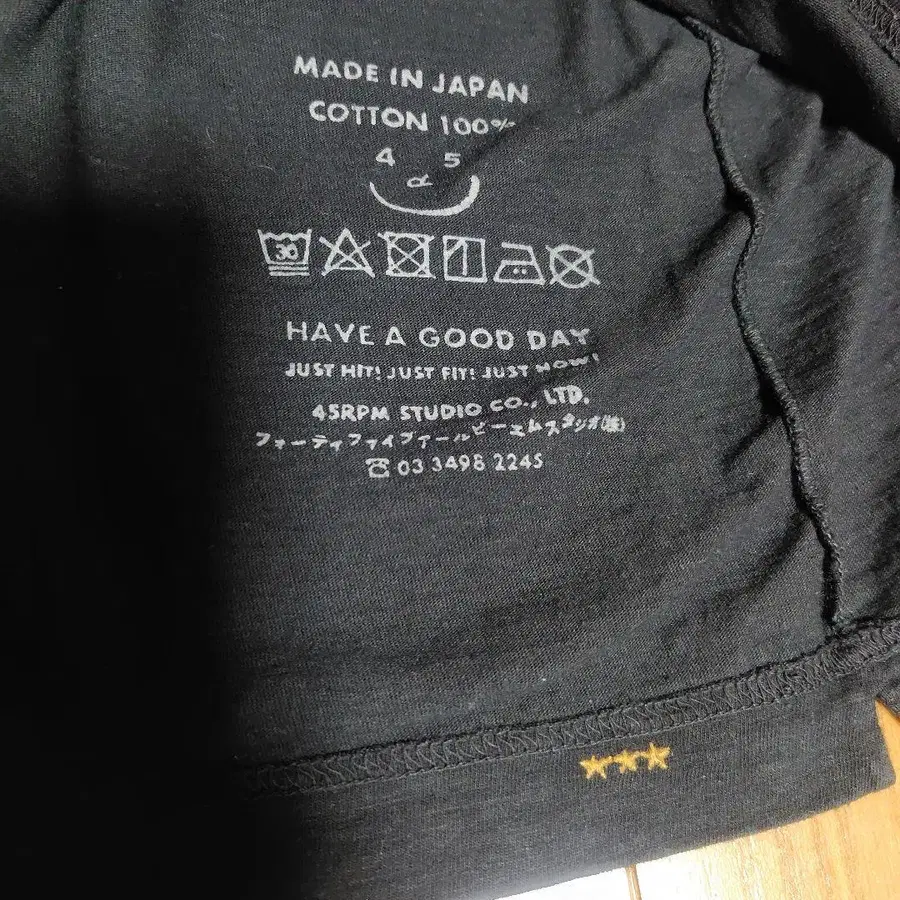 MADE IN JAPAN
COTTON 100%
4 5
R
30
HAVE A GOOD DAY
JUST HIT! JUST FIT! JUST NOW!
45RPM STUDIO CO., LTD.
フォーティファイブアールピーエムスタジオ(株)
☎ 03 3498 2245